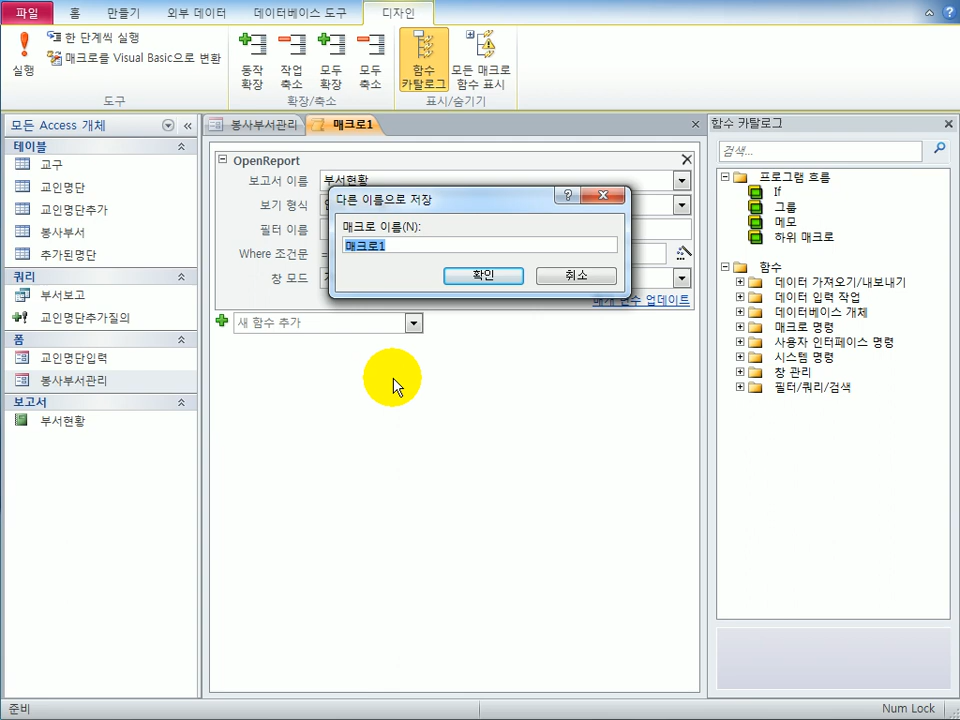 파일 홈 만들기 외부 데이터 데이터베이스 도구 디자인
실행
한 단계씩 실행
매크로를 Visual Basic으로 변환
도구
동작 확장
작업 축소
모두 확장
모두 축소
확장/축소
함수 카탈로그
모든 매크로 함수 표시
표시/숨기기
모든 Access 개체
테이블
교구
교인명단
교인명단추가
봉사부서
추가된명단
쿼리
부서보고
교인명단추가질의
폼
교인명단입력
봉사부서관리
보고서
부서현황
봉사부서관리 매크로1
OpenReport
보고서 이름 부서현황
보기 형식
필터 이름
Where 조건문 =
창 모드
매개 변수 업데이트
새 함수 추가
다른 이름으로 저장
매크로 이름(N):
매크로1
확인 취소
함수 카탈로그
검색...
프로그램 흐름
If
그룹
메모
하위 매크로
함수
데이터 가져오기/내보내기
데이터 입력 작업
데이터베이스 개체
매크로 명령
사용자 인터페이스 명령
시스템 명령
창 관리
필터/쿼리/검색
준비 Num Lock